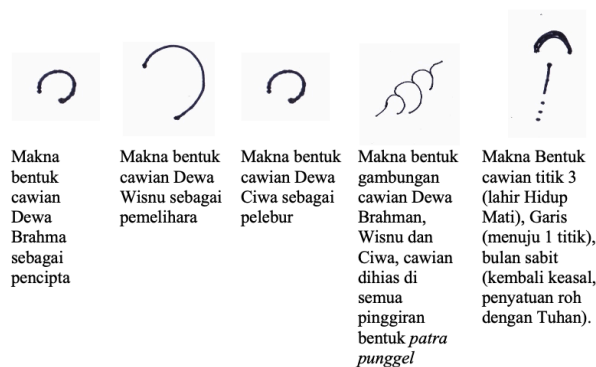 Makna
bentuk
cawian
Dewa
Brahma
sebagai
pencipta
Makna bentuk
cawian Dewa
Wisnu sebagai
pemelihara
Makna bentuk
cawian Dewa
Ciwa sebagai
pelebur
Makna bentuk
gambungan
cawian Dewa
Brahman,
Wisnu dan
Ciwa, cawian
dihias di
semua
pinggiran
bentuk patra
punggel
Makna Bentuk
cawian titik 3
(lahir Hidup
Mati), Garis
(menuju 1 titik),
bulan sabit
(kembali keasal,
penyatuan roh
dengan Tuhan).